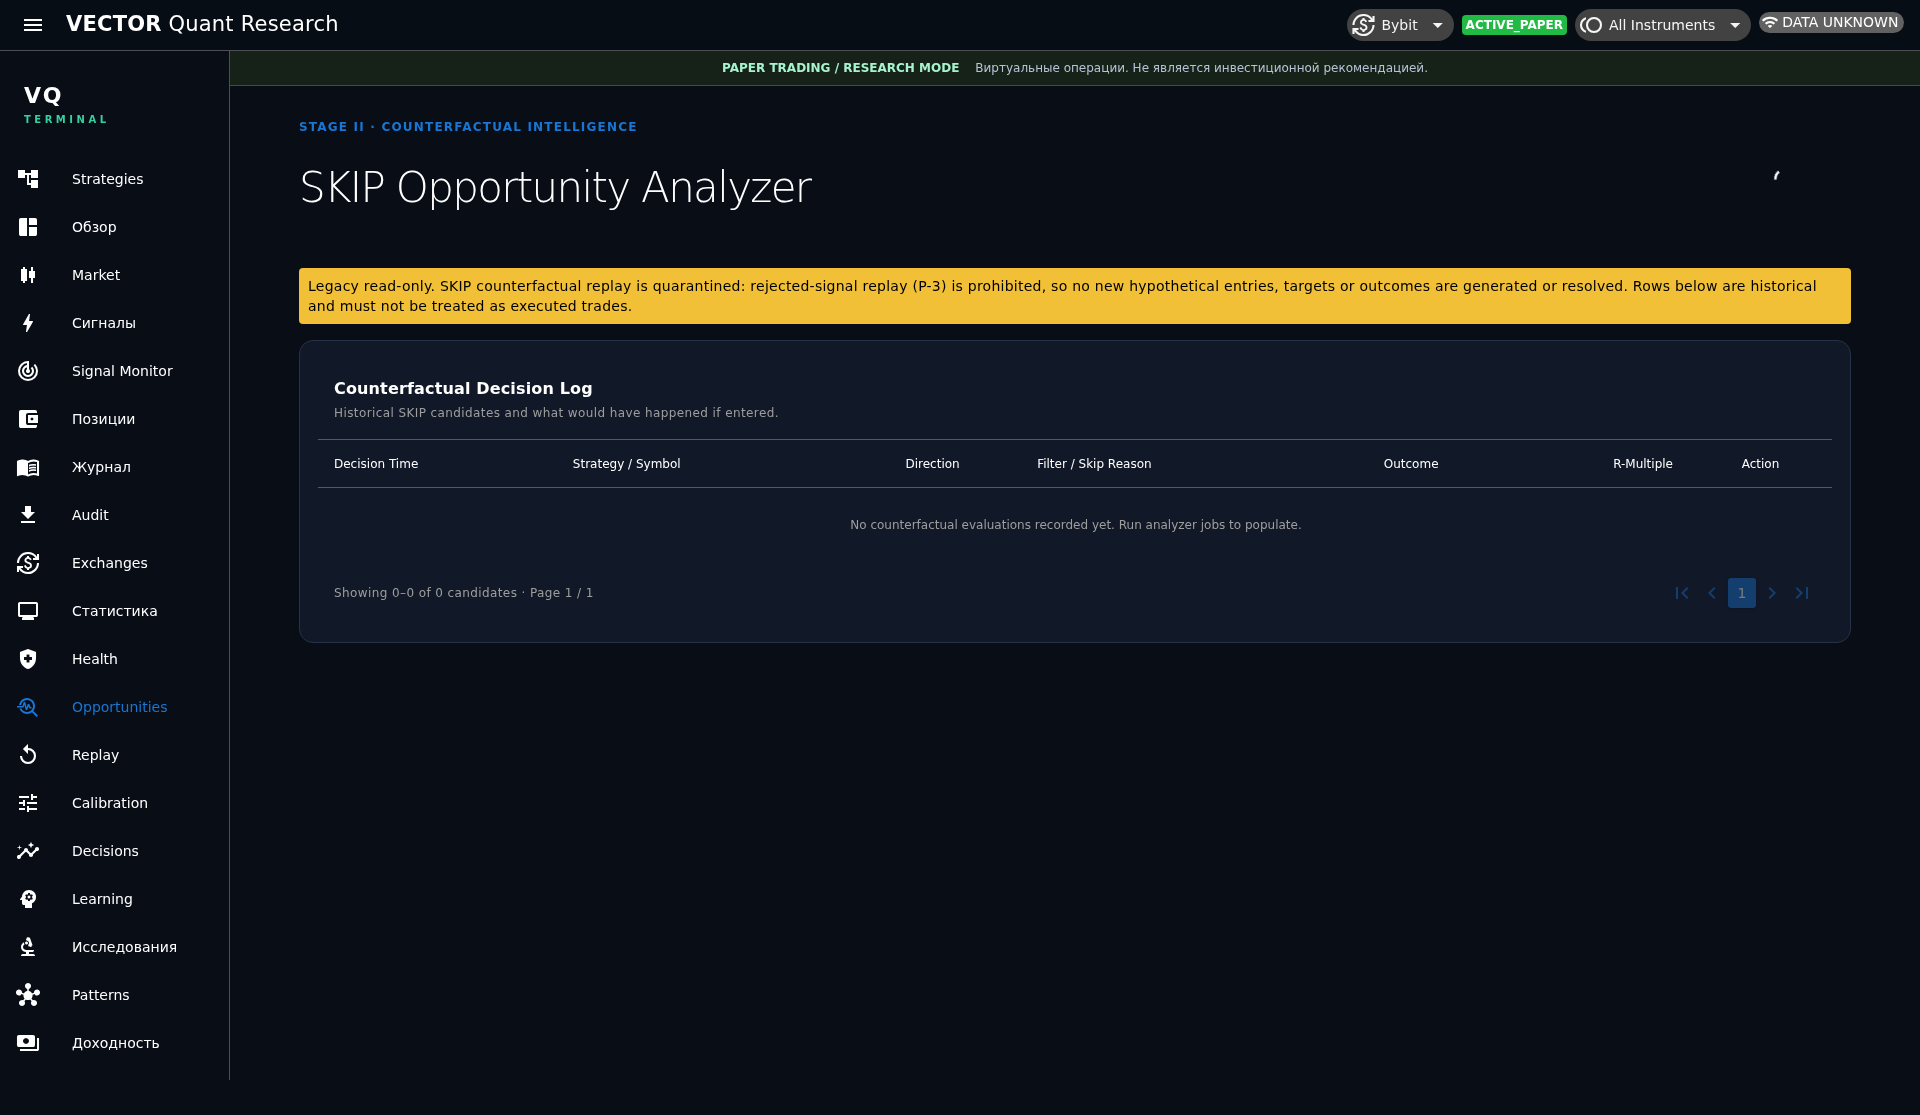 VECTOR Quant Research
Bybit
ACTIVE_PAPER
All Instruments
DATA UNKNOWN
PAPER TRADING / RESEARCH MODE Виртуальные операции. Не является инвестиционной рекомендацией.
VQ
TERMINAL
Strategies
Обзор
Market
Сигналы
Signal Monitor
Позиции
Журнал
Audit
Exchanges
Статистика
Health
Opportunities
Replay
Calibration
Decisions
Learning
Исследования
Patterns
Доходность
STAGE II · COUNTERFACTUAL INTELLIGENCE
SKIP Opportunity Analyzer
Legacy read-only. SKIP counterfactual replay is quarantined: rejected-signal replay (P-3) is prohibited, so no new hypothetical entries, targets or outcomes are generated or resolved. Rows below are historical
and must not be treated as executed trades.
Counterfactual Decision Log
Historical SKIP candidates and what would have happened if entered.
Decision Time Strategy / Symbol Direction Filter / Skip Reason Outcome R-Multiple Action
No counterfactual evaluations recorded yet. Run analyzer jobs to populate.
Showing 0–0 of 0 candidates · Page 1 / 1
1